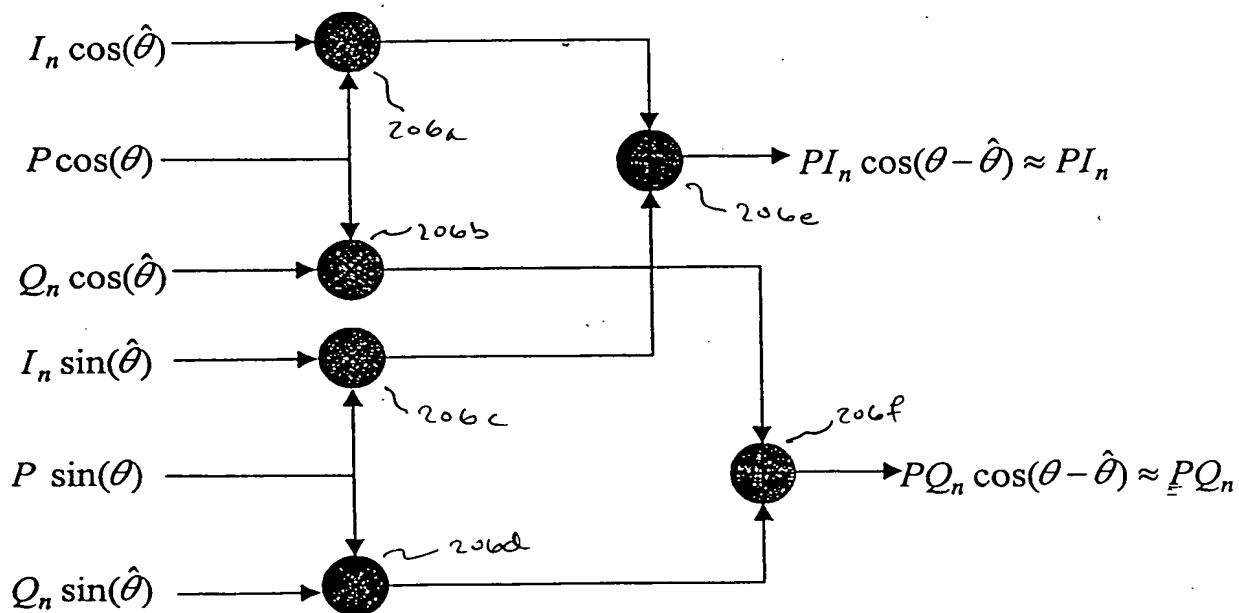 I_n cos(θ̂)
206a
P cos(θ)
PI_n cos(θ − θ̂) ≈ PI_n
206e
206b
Q_n cos(θ̂)
I_n sin(θ̂)
206c
206f
P sin(θ)
PQ_n cos(θ − θ̂) ≈ PQ_n
206d
Q_n sin(θ̂)